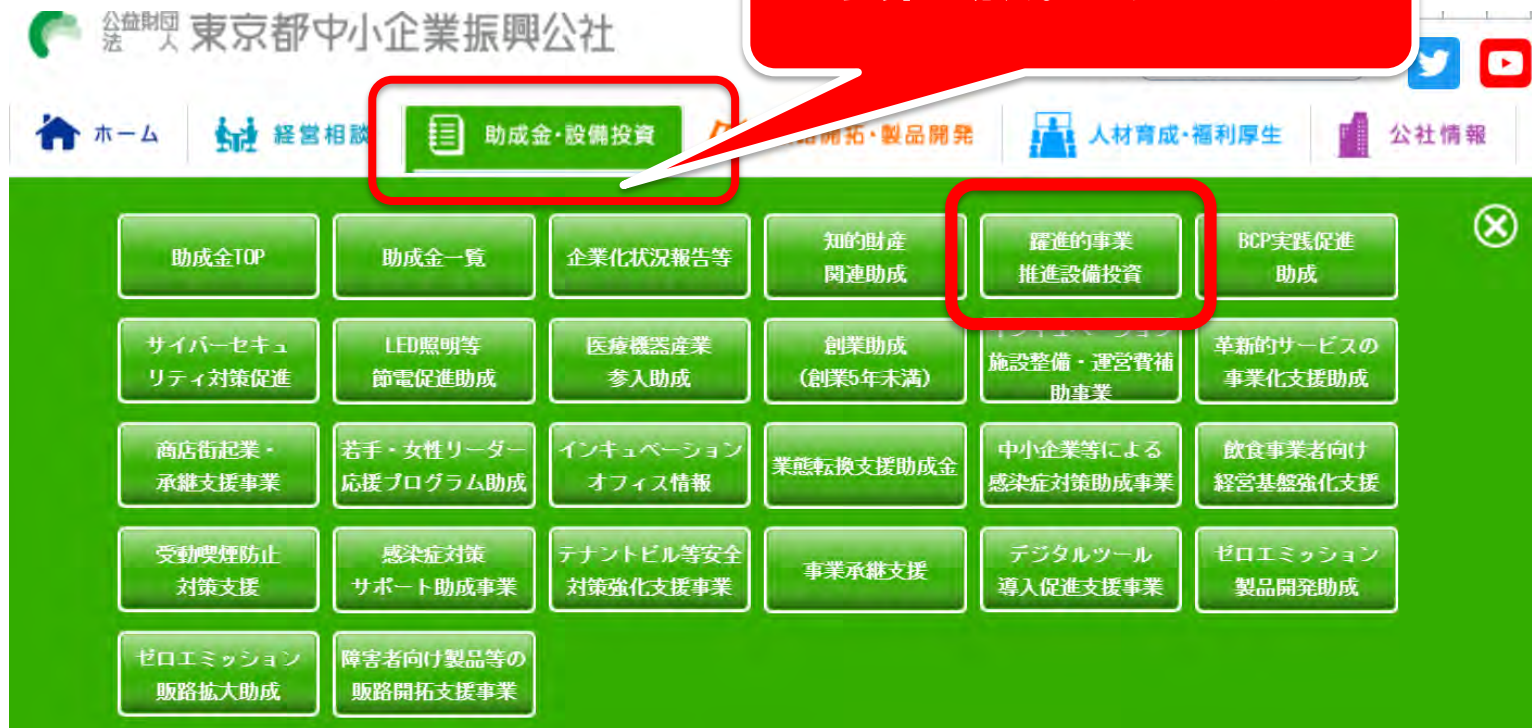 公益財団
法　人 東京都中小企業振興公社
ホーム
経営相談
助成金・設備投資
開拓・製品開発
人材育成・福利厚生
公社情報
助成金TOP
助成金一覧
企業化状況報告等
知的財産
関連助成
躍進的事業
推進設備投資
BCP実践促進
助成
サイバーセキュ
リティ対策促進
LED照明等
節電促進助成
医療機器産業
参入助成
創業助成
(創業5年未満)
インキュベーション
施設整備・運営費補
助事業
革新的サービスの
事業化支援助成
商店街起業・
承継支援事業
若手・女性リーダー
応援プログラム助成
インキュベーション
オフィス情報
業態転換支援助成金
中小企業等による
感染症対策助成事業
飲食事業者向け
経営基盤強化支援
受動喫煙防止
対策支援
感染症対策
サポート助成事業
テナントビル等安全
対策強化支援事業
事業承継支援
デジタルツール
導入促進支援事業
ゼロエミッション
製品開発助成
ゼロエミッション
販路拡大助成
障害者向け製品等の
販路開拓支援事業